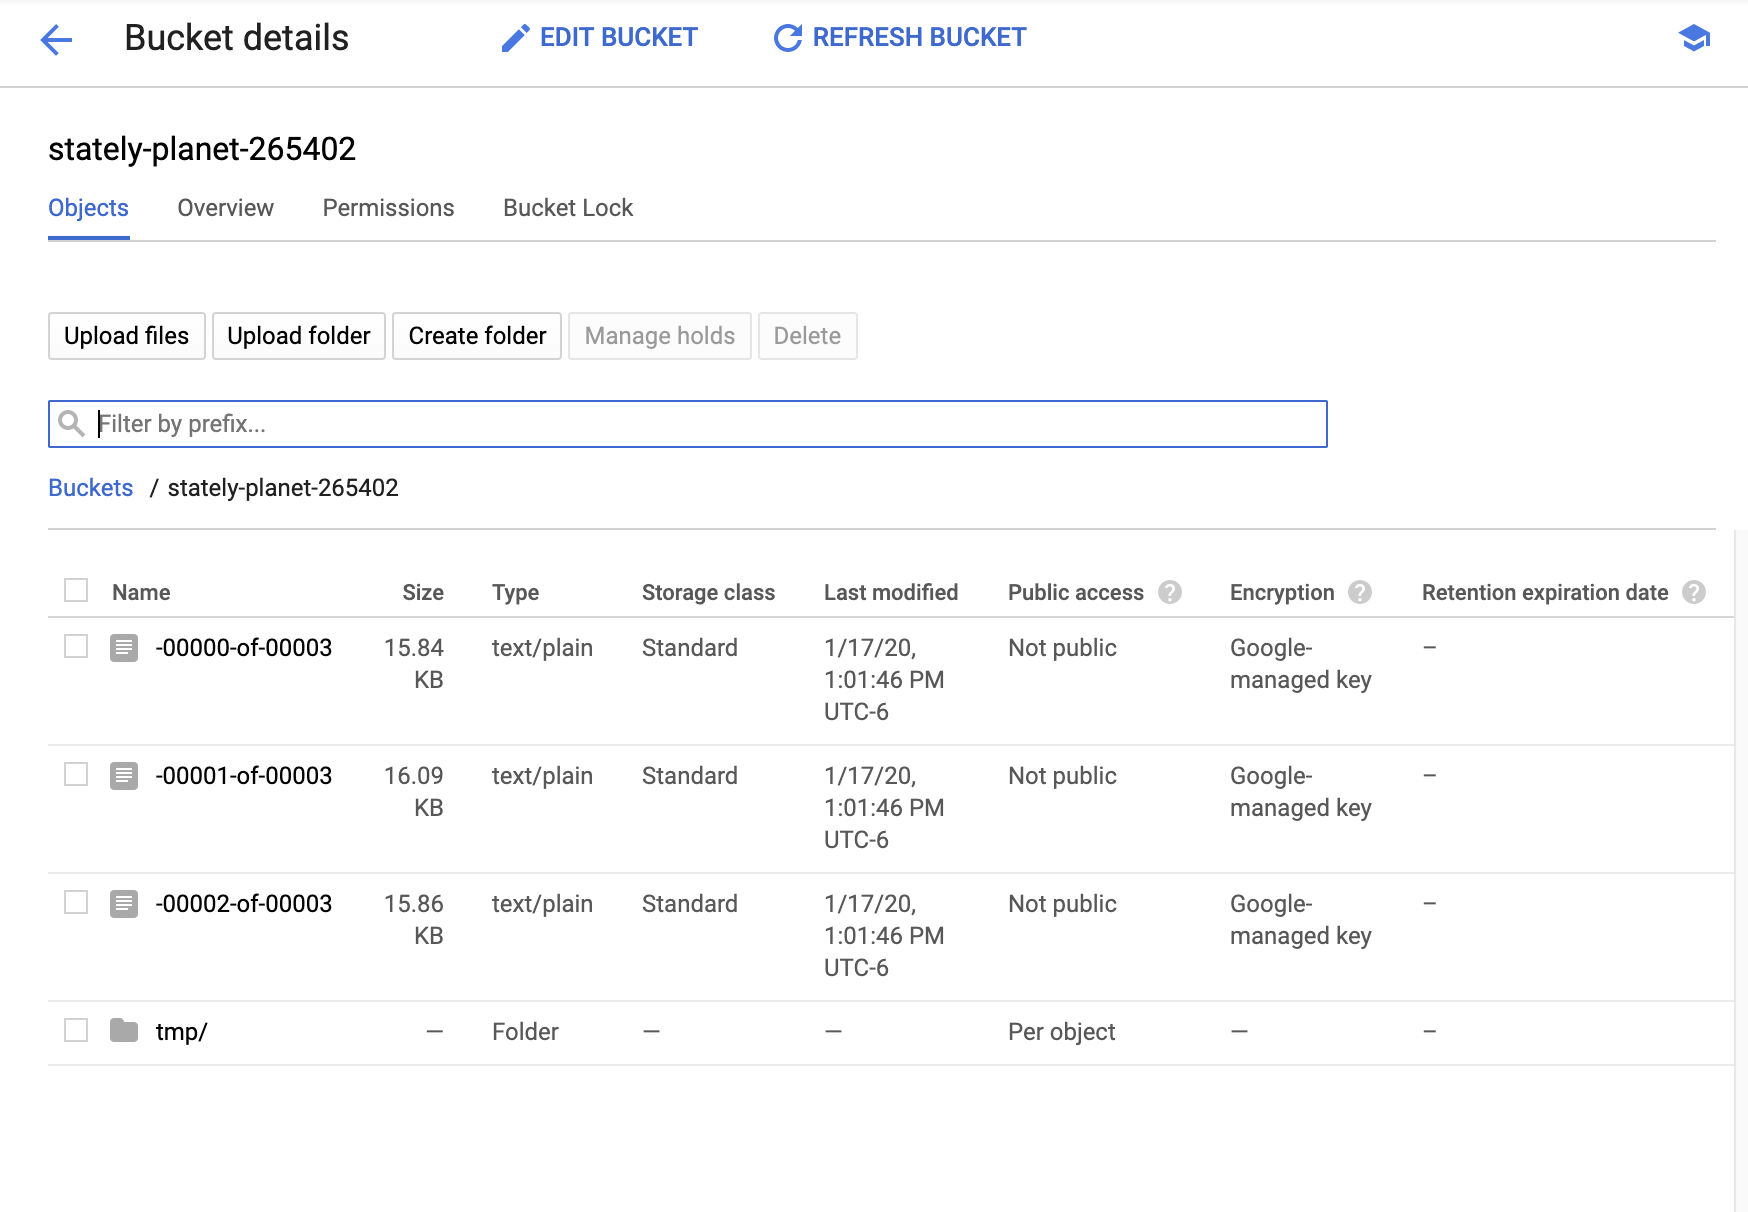 Bucket details EDIT BUCKET REFRESH BUCKET
stately-planet-265402
Objects Overview Permissions Bucket Lock
Upload files Upload folder Create folder Manage holds Delete
Filter by prefix...
Buckets / stately-planet-265402
Name Size Type Storage class Last modified Public access ? Encryption ? Retention expiration date ?
-00000-of-00003 15.84 text/plain Standard 1/17/20, Not public Google- –
KB 1:01:46 PM managed key
UTC-6
-00001-of-00003 16.09 text/plain Standard 1/17/20, Not public Google- –
KB 1:01:46 PM managed key
UTC-6
-00002-of-00003 15.86 text/plain Standard 1/17/20, Not public Google- –
KB 1:01:46 PM managed key
UTC-6
tmp/ — Folder — — Per object — –